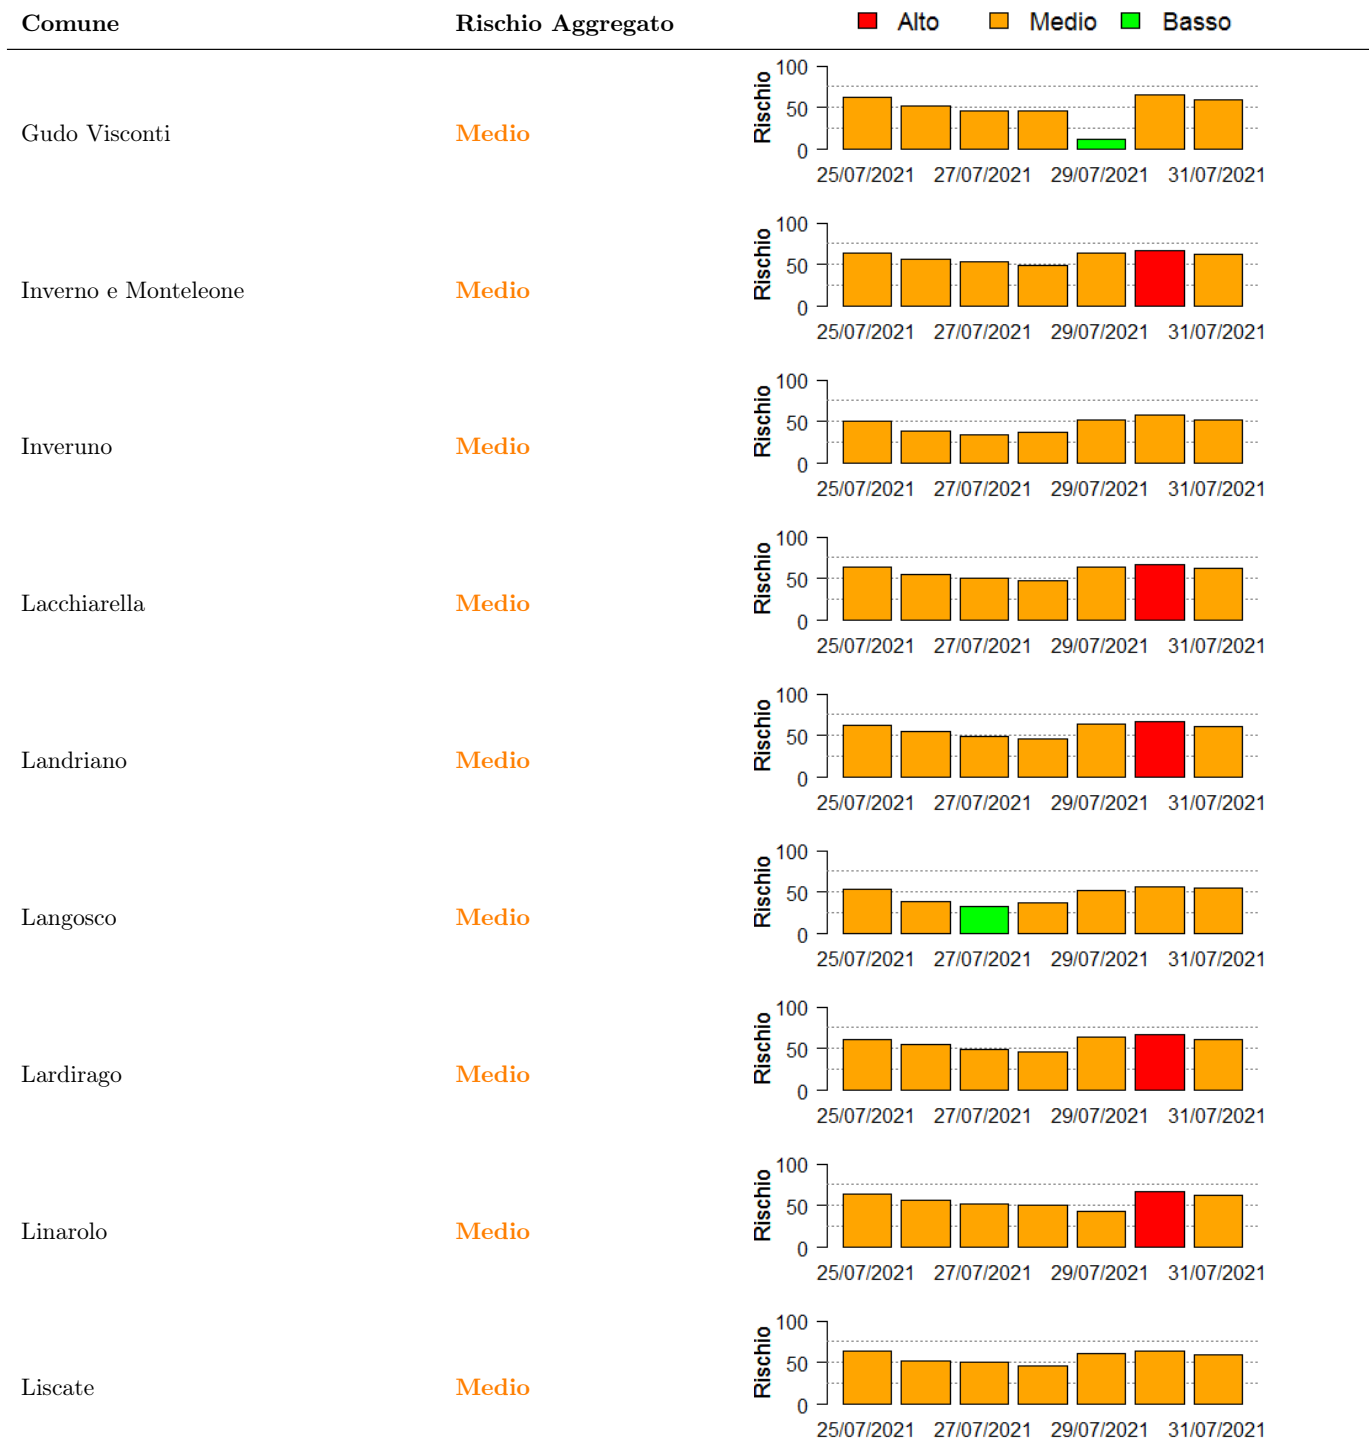 Comune Rischio Aggregato Alto Medio Basso
Gudo Visconti Medio
Rischio
100
50
0
25/07/2021 27/07/2021 29/07/2021 31/07/2021
Inverno e Monteleone Medio
Rischio
100
50
0
25/07/2021 27/07/2021 29/07/2021 31/07/2021
Inveruno Medio
Rischio
100
50
0
25/07/2021 27/07/2021 29/07/2021 31/07/2021
Lacchiarella Medio
Rischio
100
50
0
25/07/2021 27/07/2021 29/07/2021 31/07/2021
Landriano Medio
Rischio
100
50
0
25/07/2021 27/07/2021 29/07/2021 31/07/2021
Langosco Medio
Rischio
100
50
0
25/07/2021 27/07/2021 29/07/2021 31/07/2021
Lardirago Medio
Rischio
100
50
0
25/07/2021 27/07/2021 29/07/2021 31/07/2021
Linarolo Medio
Rischio
100
50
0
25/07/2021 27/07/2021 29/07/2021 31/07/2021
Liscate Medio
Rischio
100
50
0
25/07/2021 27/07/2021 29/07/2021 31/07/2021